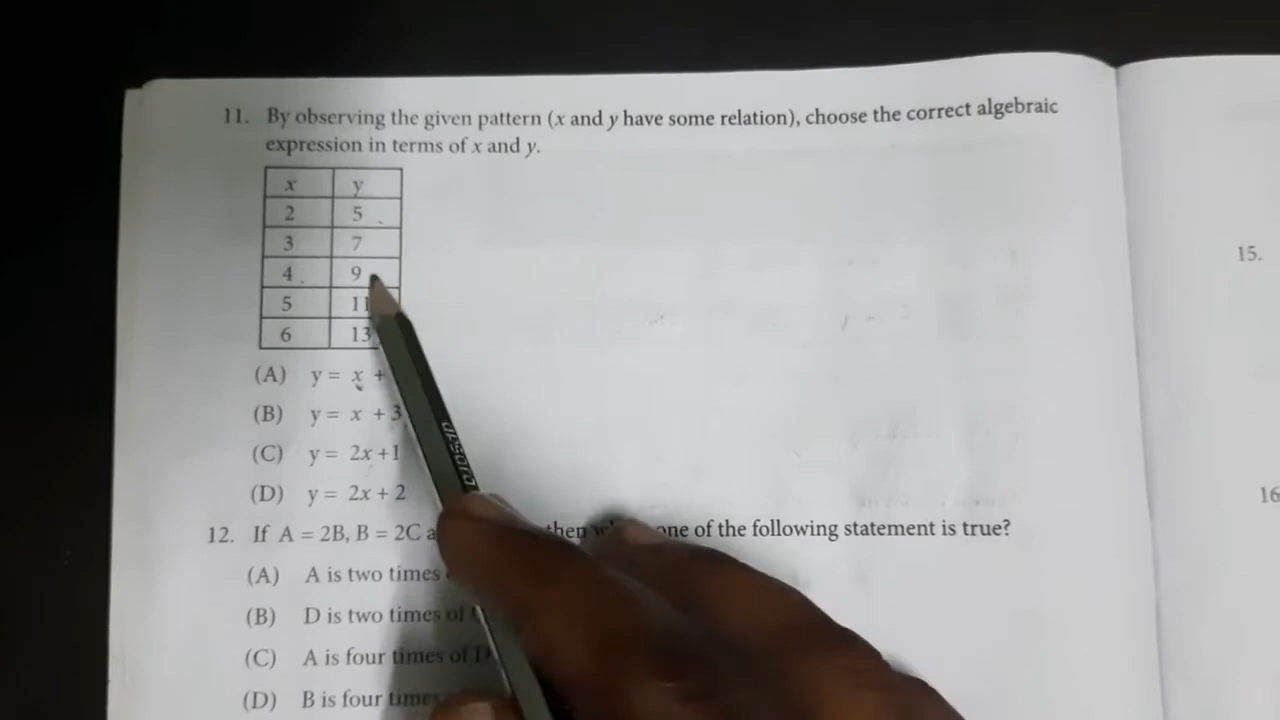 11. By observing the given pattern (x and y have some relation), choose the correct algebraic
expression in terms of x and y.
x y
2 5
3 7
4 9
5 11
6 13
(A) y = x +
(B) y = x + 3
(C) y = 2x +1
(D) y = 2x + 2
12. If A = 2B, B = 2C then one of the following statement is true?
(A) A is two times
(B) D is two times of
(C) A is four times of D
(D) B is four times
15.
16